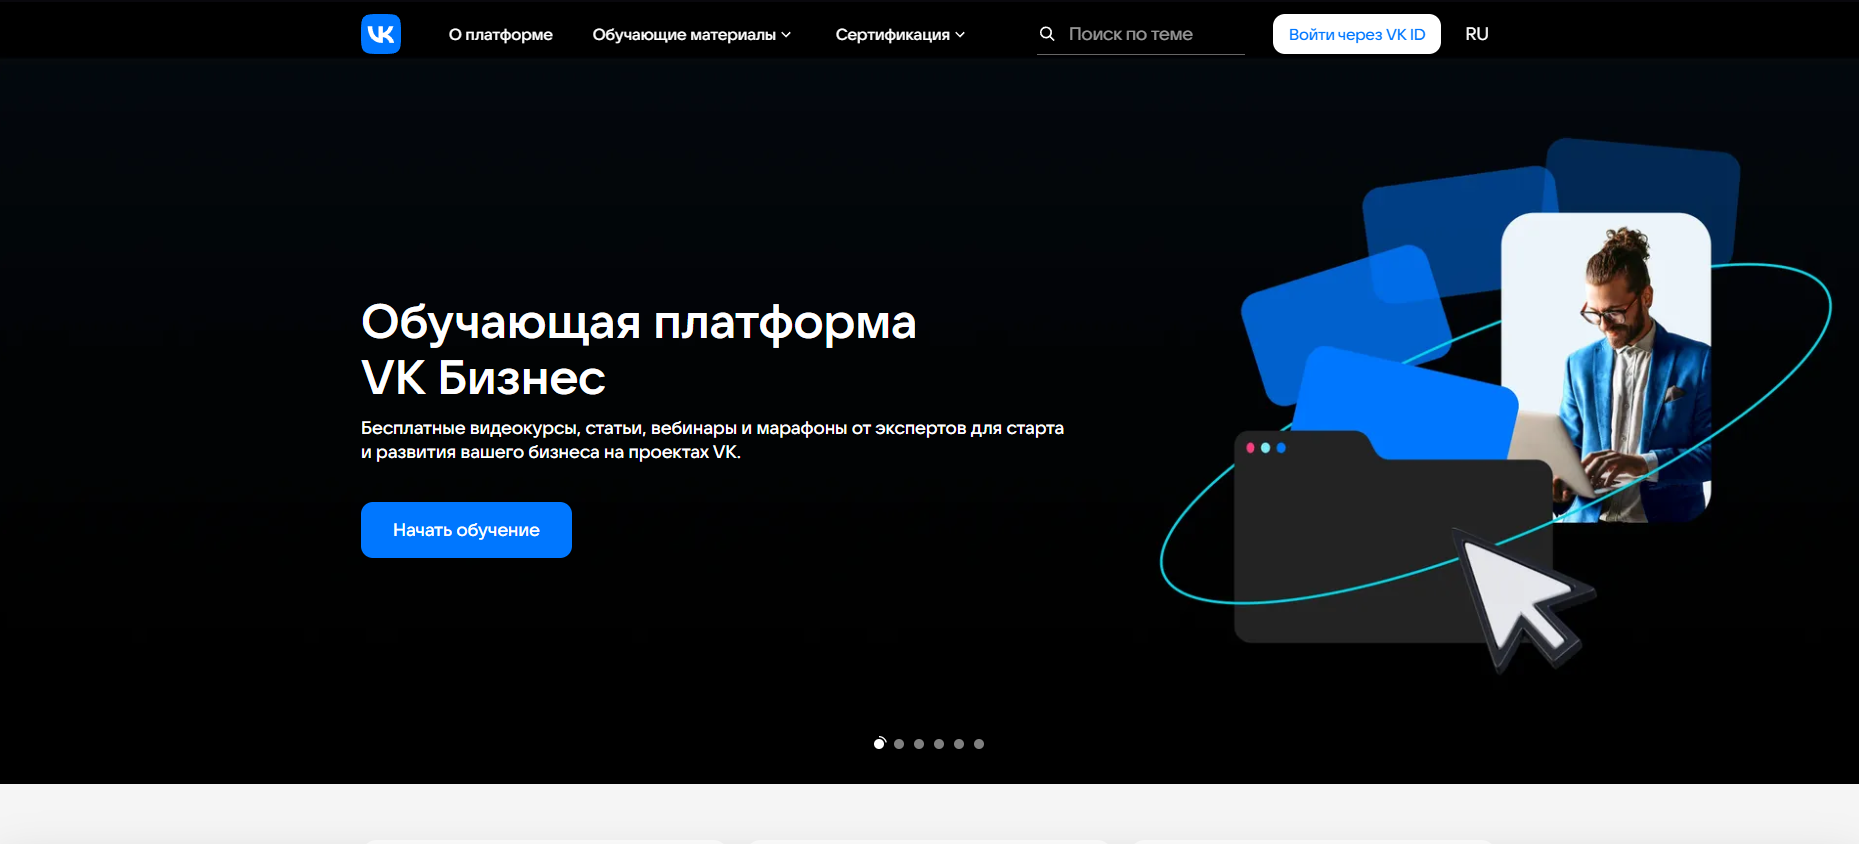 VK
О платформе
Обучающие материалы
Сертификация
Поиск по теме
Войти через VK ID
RU
Обучающая платформа
VK Бизнес
Бесплатные видеокурсы, статьи, вебинары и марафоны от экспертов для старта
и развития вашего бизнеса на проектах VK.
Начать обучение